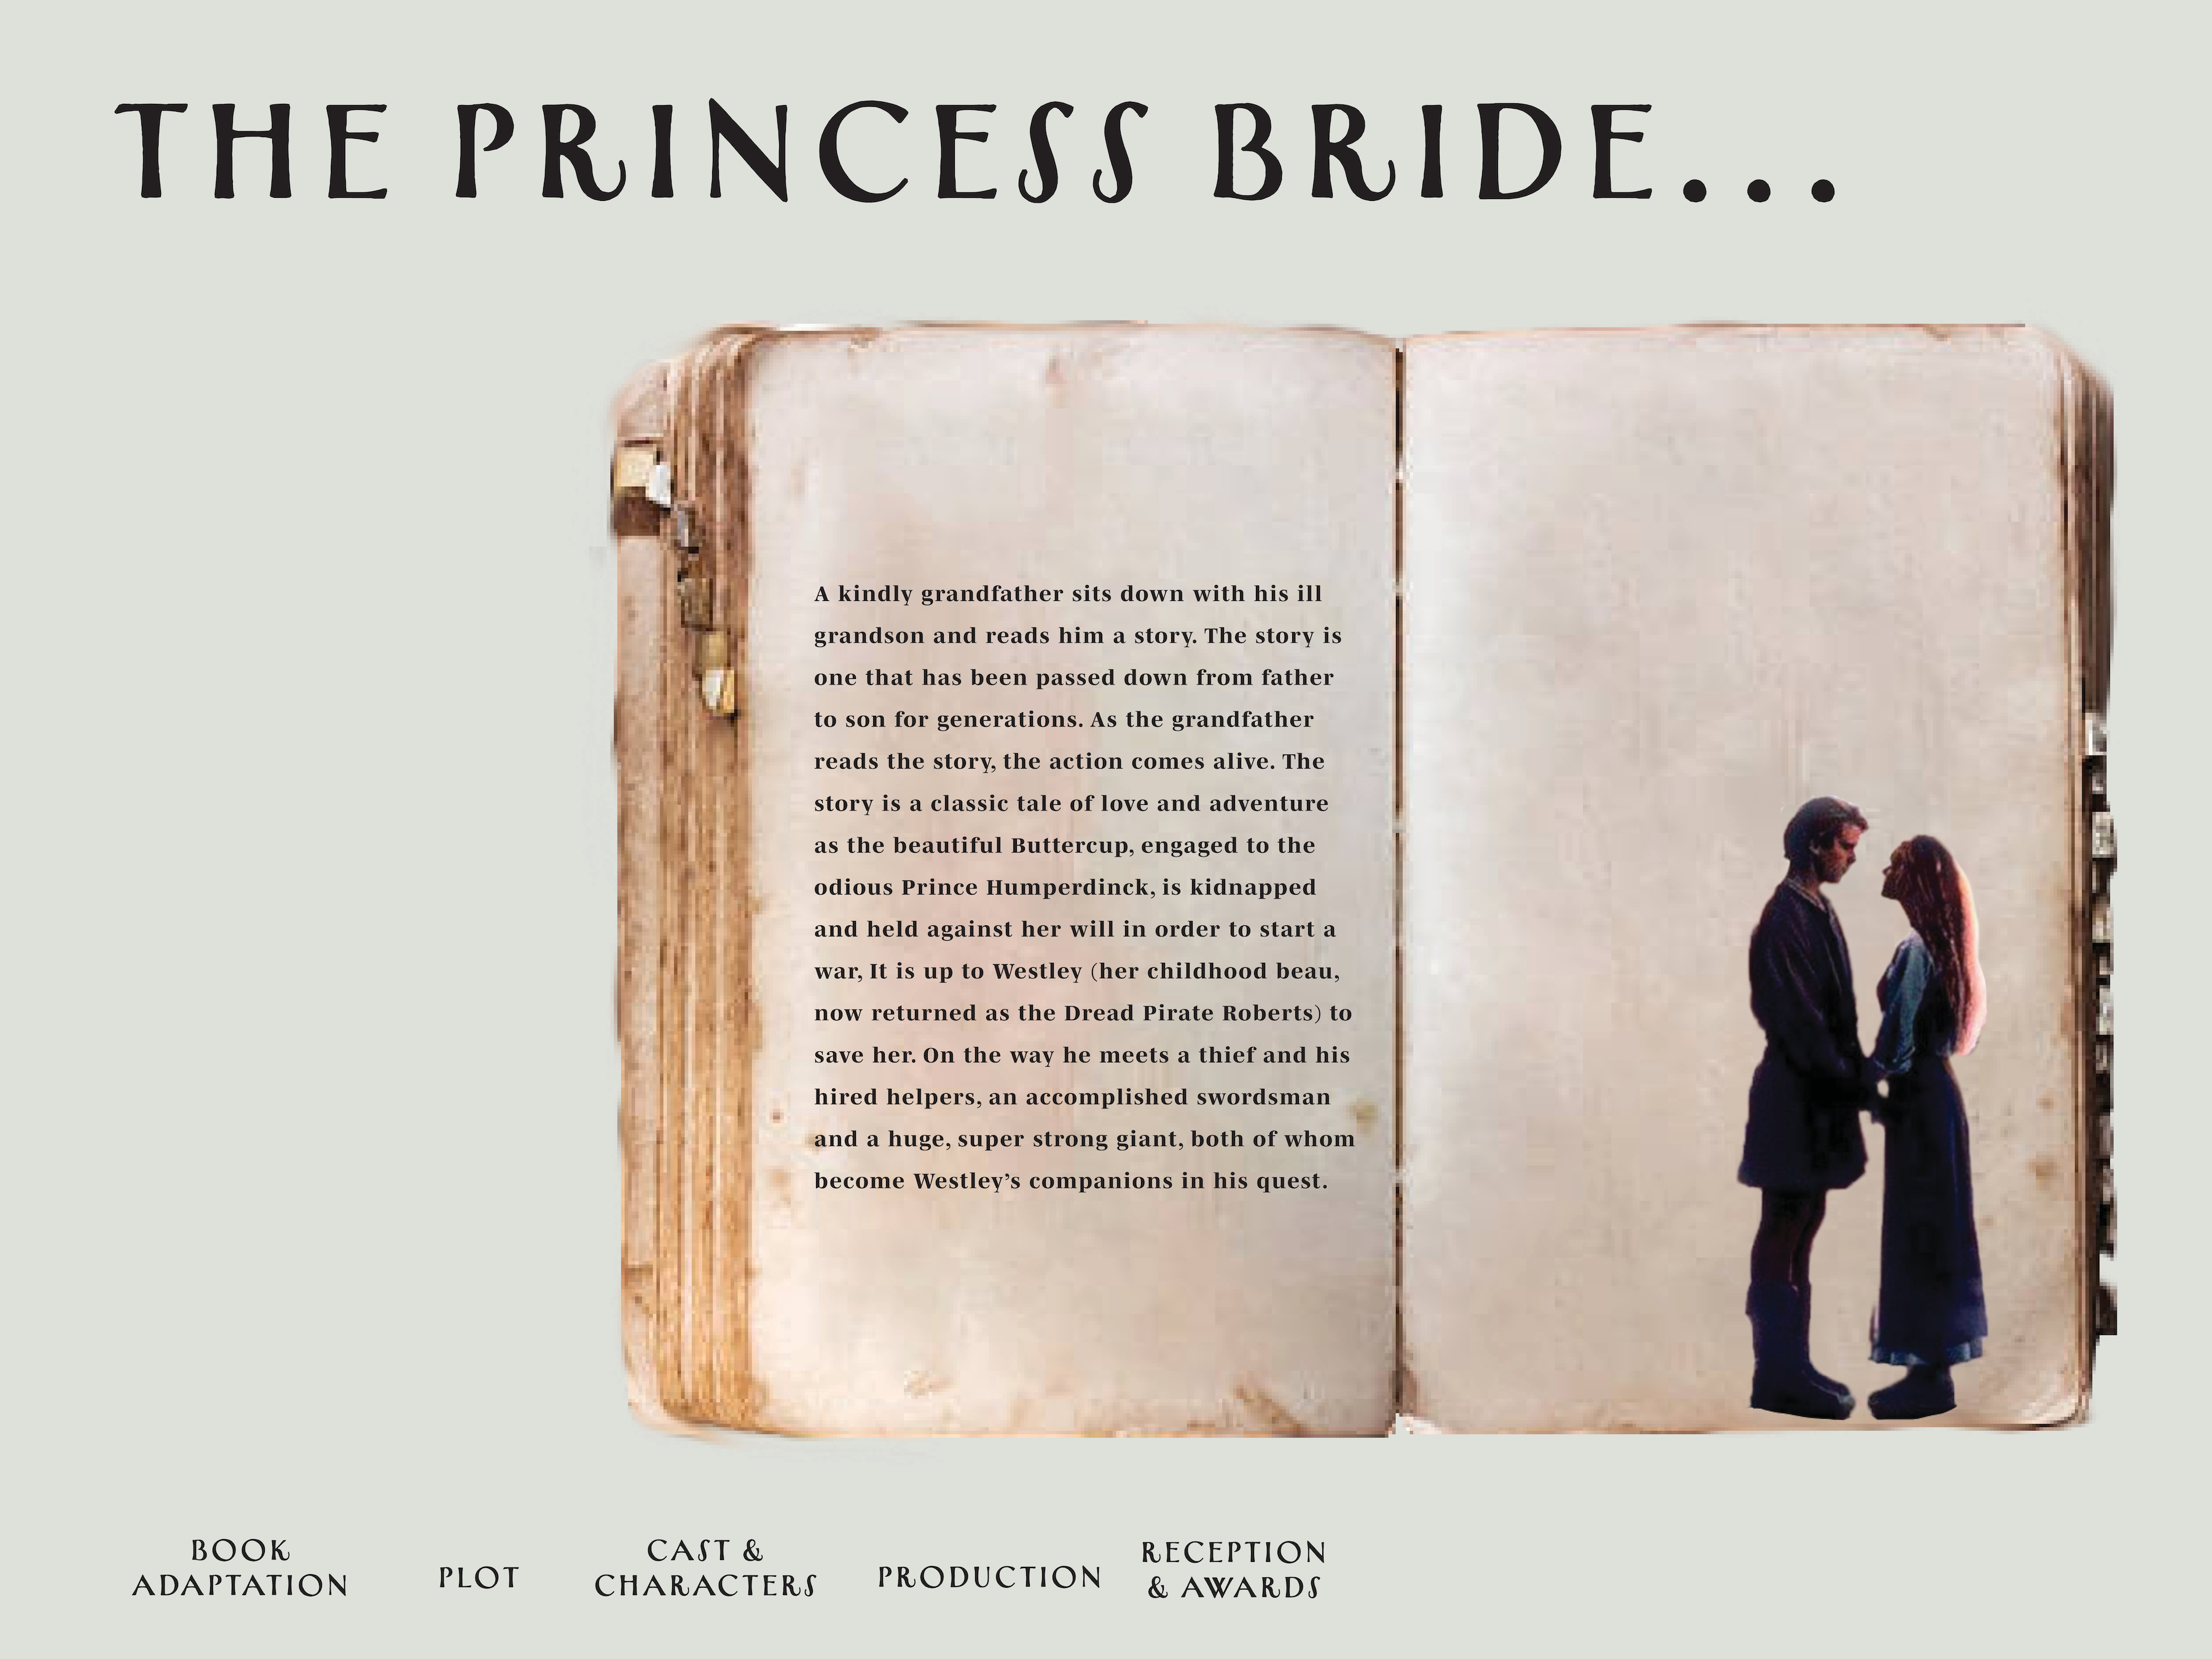 THE PRINCESS BRIDE...
A kindly grandfather sits down with his ill
grandson and reads him a story. The story is
one that has been passed down from father
to son for generations. As the grandfather
reads the story, the action comes alive. The
story is a classic tale of love and adventure
as the beautiful Buttercup, engaged to the
odious Prince Humperdinck, is kidnapped
and held against her will in order to start a
war, It is up to Westley (her childhood beau,
now returned as the Dread Pirate Roberts) to
save her. On the way he meets a thief and his
hired helpers, an accomplished swordsman
and a huge, super strong giant, both of whom
become Westley’s companions in his quest.
BOOK
ADAPTATION
PLOT
CAST &
CHARACTERS
PRODUCTION
RECEPTION
& AWARDS